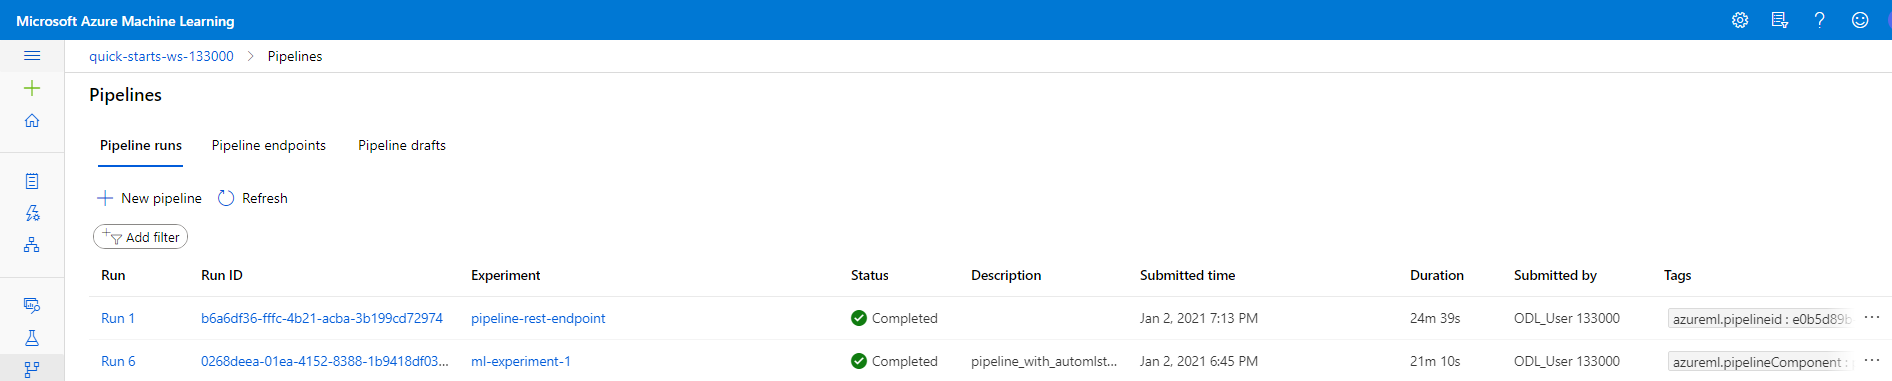 Microsoft Azure Machine Learning
quick-starts-ws-133000 > Pipelines
Pipelines
Pipeline runs Pipeline endpoints Pipeline drafts
New pipeline Refresh
Add filter
Run Run ID Experiment Status Description Submitted time Duration Submitted by Tags
Run 1 b6a6df36-fffc-4b21-acba-3b199cd72974 pipeline-rest-endpoint Completed Jan 2, 2021 7:13 PM 24m 39s ODL_User 133000 azureml.pipelineid : e0b5d89b ...
Run 6 0268deea-01ea-4152-8388-1b9418df03... ml-experiment-1 Completed pipeline_with_automlst... Jan 2, 2021 6:45 PM 21m 10s ODL_User 133000 azureml.pipelineComponent : ...